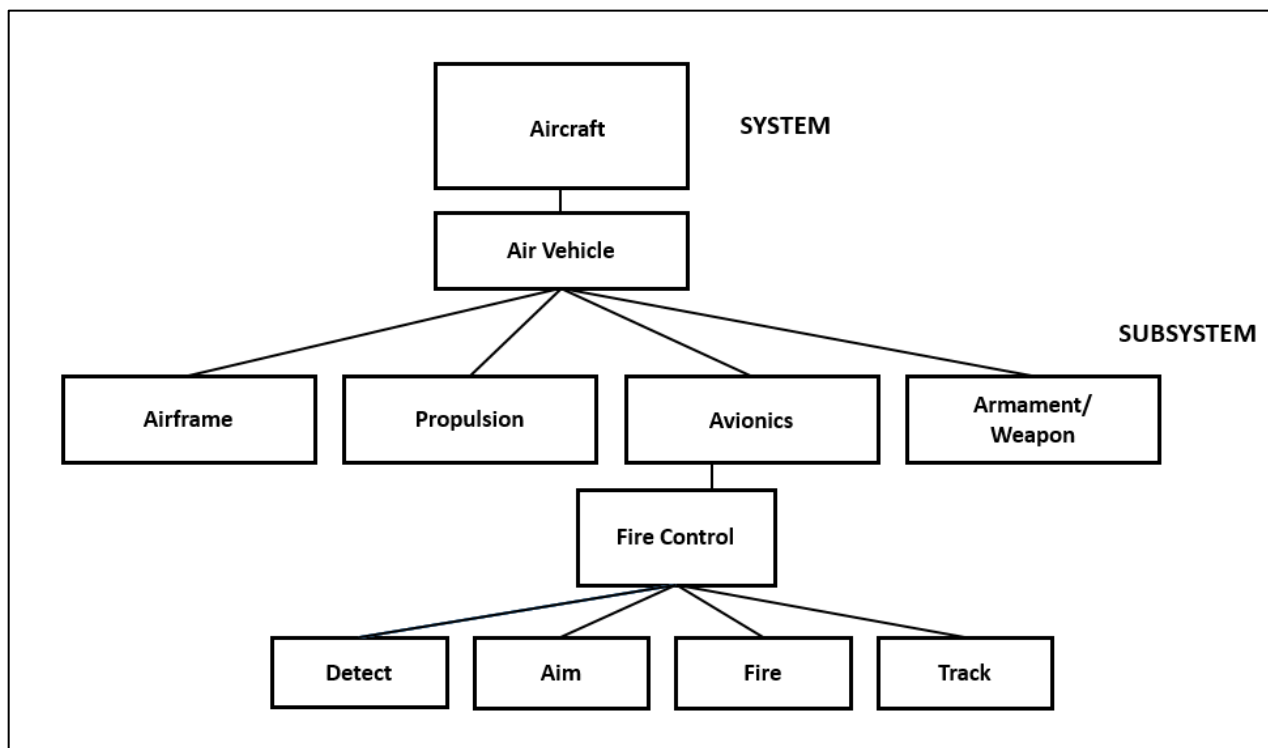 Aircraft
SYSTEM
Air Vehicle
SUBSYSTEM
Airframe
Propulsion
Avionics
Armament/
Weapon
Fire Control
Detect
Aim
Fire
Track